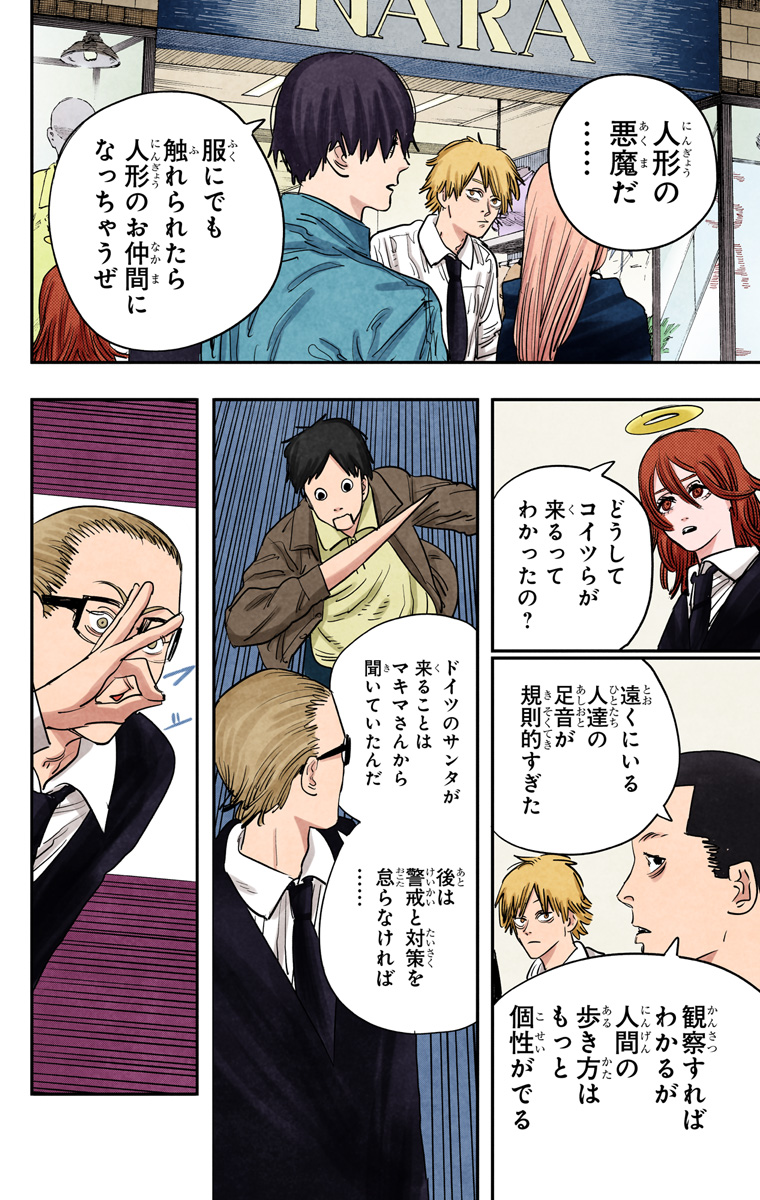 NARA
人形の
悪魔だ
……
服にでも
触れられたら
人形のお仲間に
なっちゃうぜ
どうして
コイツらが
来るって
わかったの？
遠くにいる
人達の
足音が
規則的すぎた
観察すれば
わかるが
人間の
歩き方は
もっと
個性がでる
ドイツのサンタが
来ることは
マキマさんから
聞いていたんだ
後は
警戒と対策を
怠らなければ
……
スッ